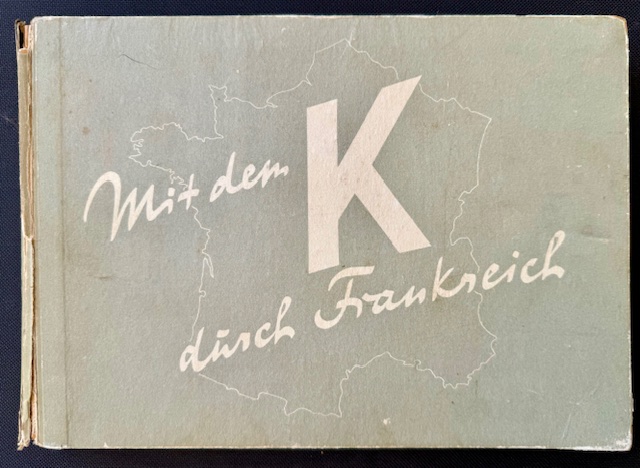 Mit dem K
durch Frankreich